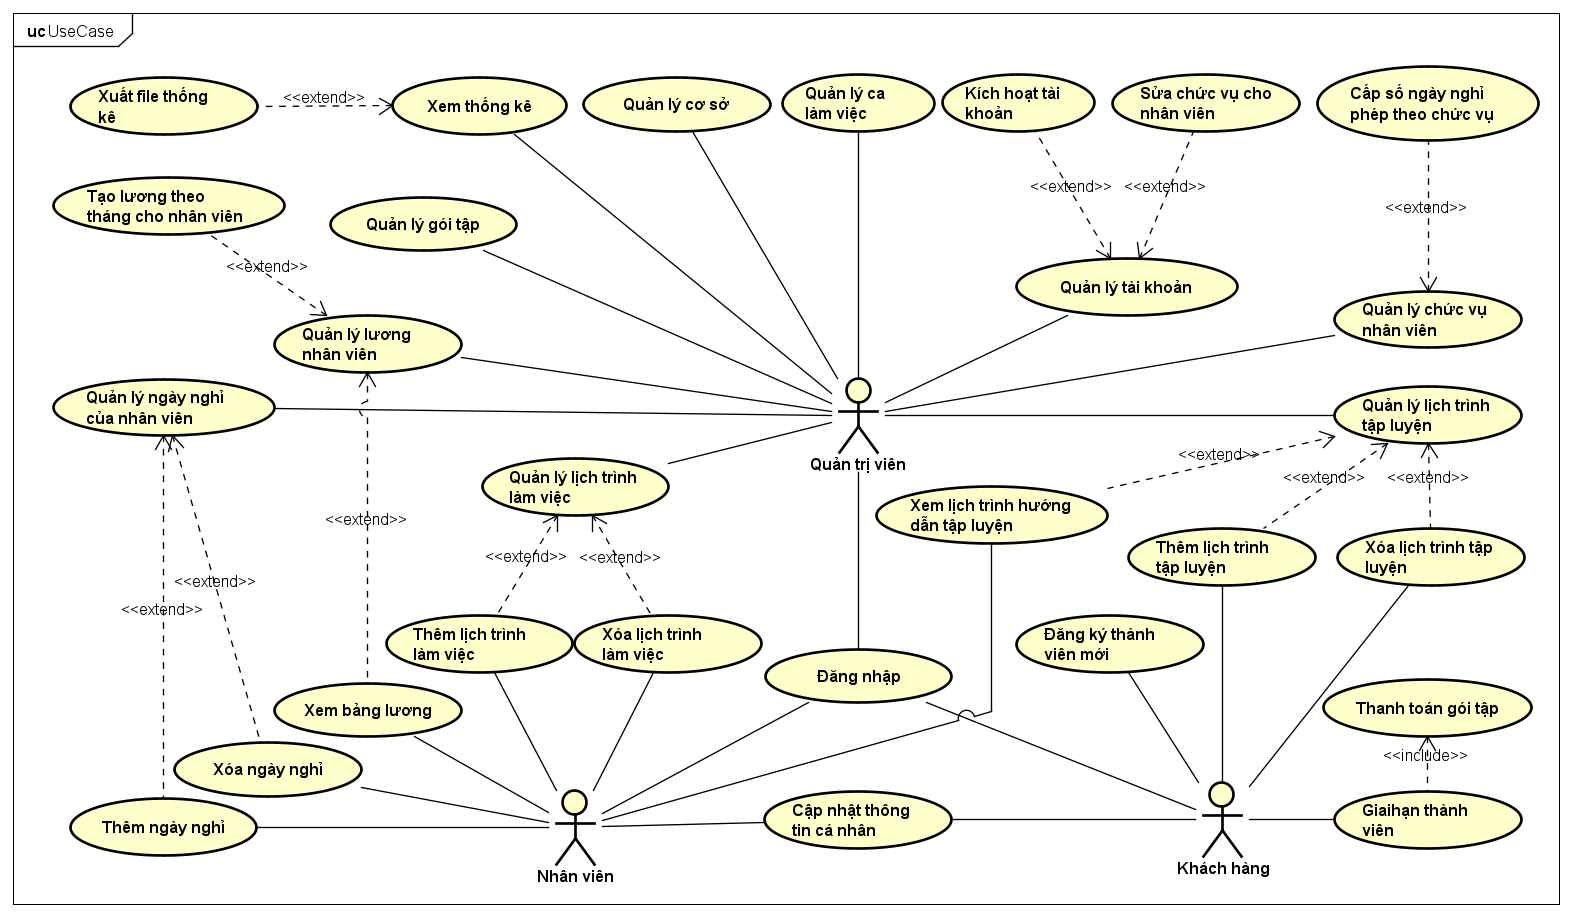 uc UseCase
Xuất file thống
kê
<<extend>>
Xem thống kê
Quản lý cơ sở
Quản lý ca
làm việc
Kích hoạt tài
khoản
Sửa chức vụ cho
nhân viên
Cấp số ngày nghỉ
phép theo chức vụ
Tạo lương theo
tháng cho nhân viên
<<extend>>
Quản lý gói tập
<<extend>>
<<extend>>
<<extend>>
Quản lý tài khoản
Quản lý lương
nhân viên
Quản lý chức vụ
nhân viên
Quản lý ngày nghỉ
của nhân viên
Quản lý lịch trình
tập luyện
Quản trị viên
Quản lý lịch trình
làm việc
<<extend>>
<<extend>>
<<extend>>
Xem lịch trình hướng
dẫn tập luyện
<<extend>>
Thêm lịch trình
tập luyện
Xóa lịch trình tập
luyện
<<extend>>
<<extend>>
<<extend>>
<<extend>>
Thêm lịch trình
làm việc
Xóa lịch trình
làm việc
Đăng ký thành
viên mới
Đăng nhập
Xem bảng lương
Thanh toán gói tập
<<include>>
Xóa ngày nghỉ
Thêm ngày nghỉ
Cập nhật thông
tin cá nhân
Giaihạn thành
viên
Nhân viên
Khách hàng